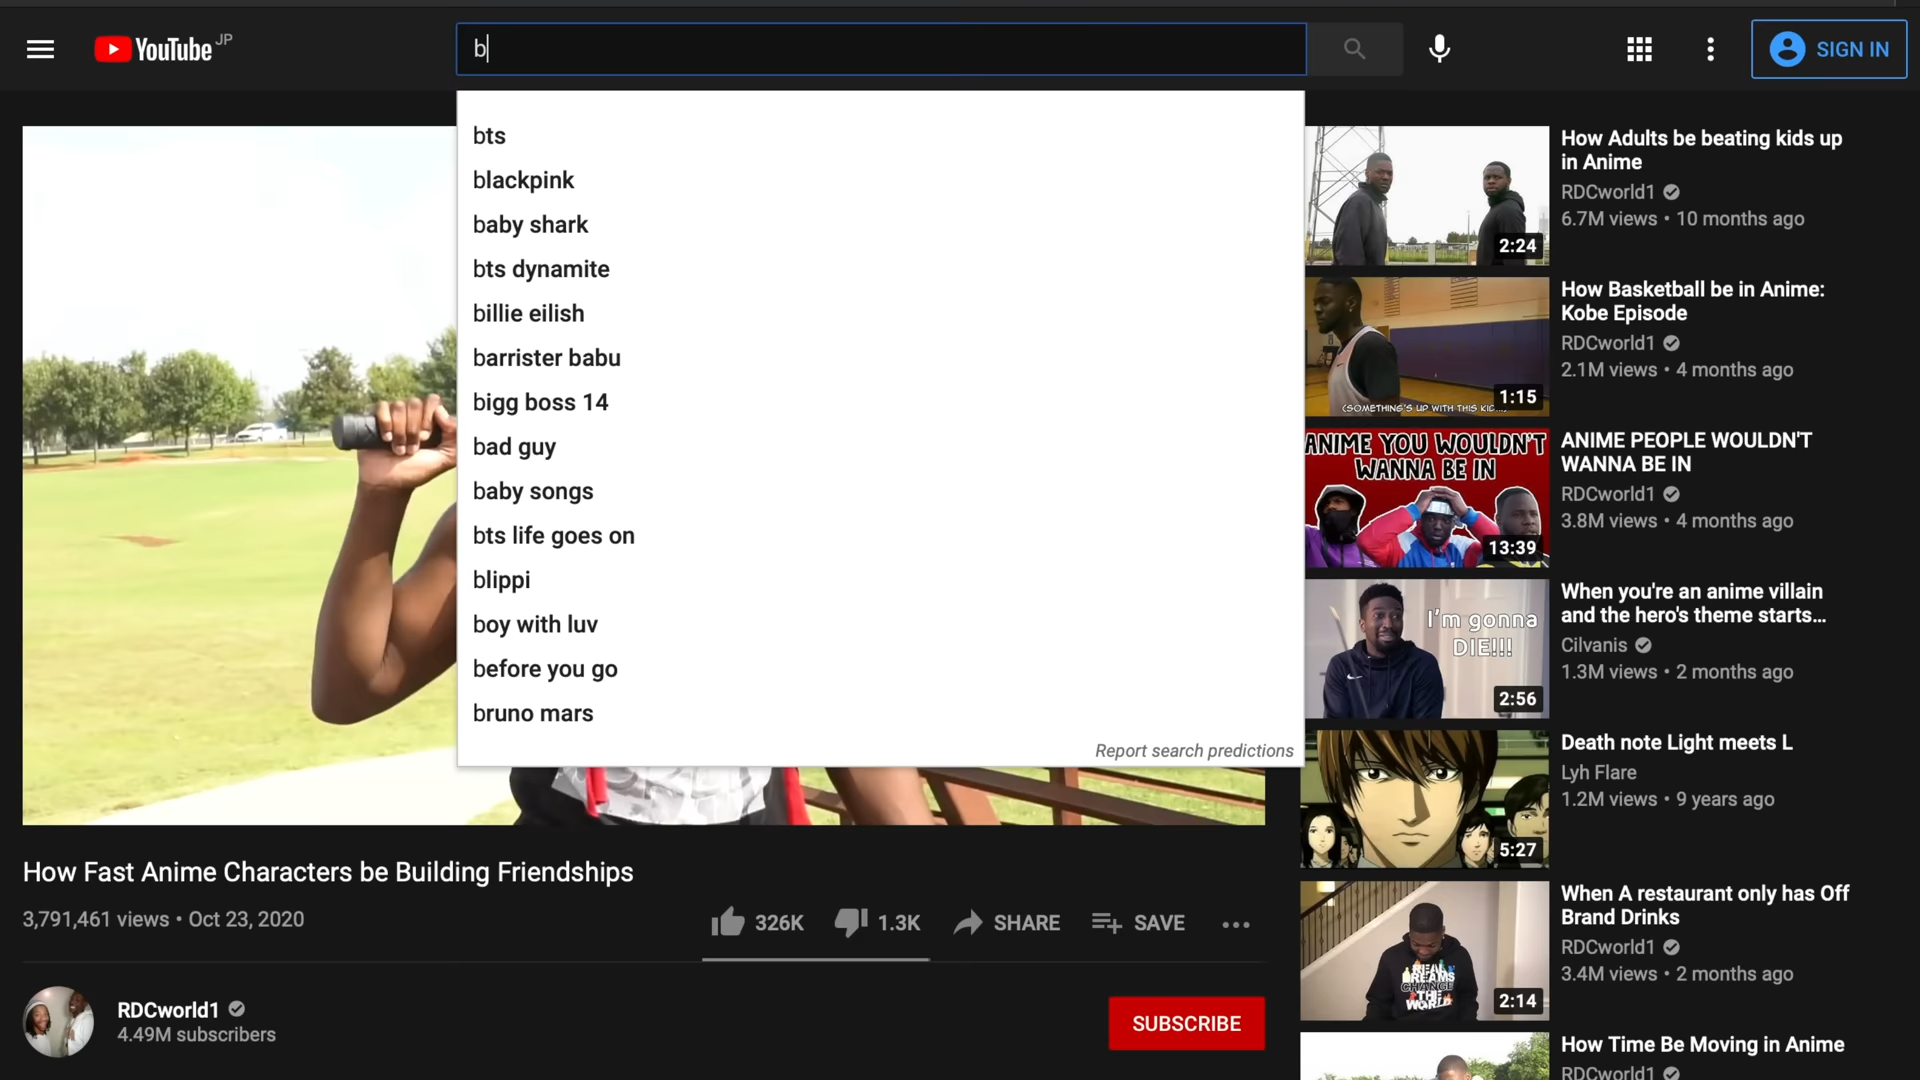 YouTube JP
b
SIGN IN
bts
blackpink
baby shark
bts dynamite
billie eilish
barrister babu
bigg boss 14
bad guy
baby songs
bts life goes on
blippi
boy with luv
before you go
bruno mars
Report search predictions
How Fast Anime Characters be Building Friendships
3,791,461 views • Oct 23, 2020
326K
1.3K
SHARE
SAVE
RDCworld1
4.49M subscribers
SUBSCRIBE
2:24
How Adults be beating kids up
in Anime
RDCworld1
6.7M views • 10 months ago
(SOMETHING'S UP WITH THIS
1:15
How Basketball be in Anime:
Kobe Episode
RDCworld1
2.1M views • 4 months ago
ANIME YOU WOULDN'T
WANNA BE IN
13:39
ANIME PEOPLE WOULDN'T
WANNA BE IN
RDCworld1
3.8M views • 4 months ago
I'm gonna
DIE!!!
2:56
When you're an anime villain
and the hero's theme starts...
Cilvanis
1.3M views • 2 months ago
5:27
Death note Light meets L
Lyh Flare
1.2M views • 9 years ago
REAL
DREAMS
CHANGE
THE
WORLD
2:14
When A restaurant only has Off
Brand Drinks
RDCworld1
3.4M views • 2 months ago
How Time Be Moving in Anime
RDCworld1